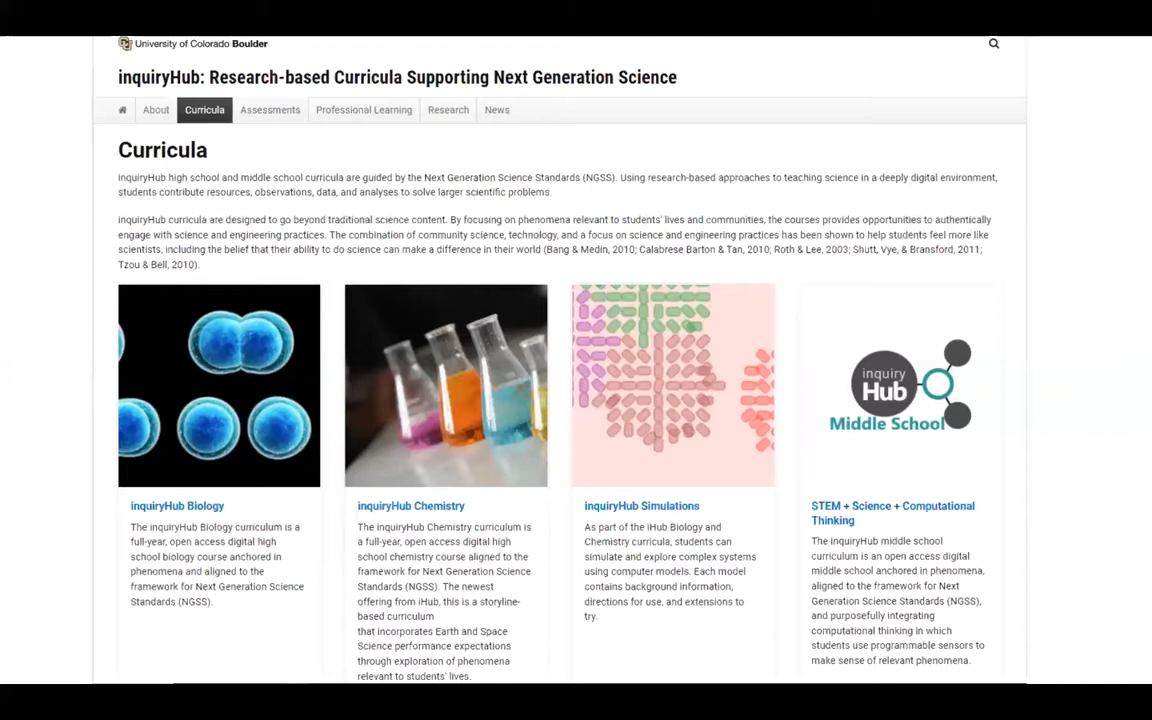 University of Colorado Boulder
inquiryHub: Research-based Curricula Supporting Next Generation Science
About
Curricula
Assessments
Professional Learning
Research
News
Curricula
InquiryHub high school and middle school curricula are guided by the Next Generation Science Standards (NGSS). Using research-based approaches to teaching science in a deeply digital environment,
students contribute resources, observations, data, and analyses to solve larger scientific problems.
inquiryHub curricula are designed to go beyond traditional science content. By focusing on phenomena relevant to students' lives and communities, the courses provides opportunities to authentically
engage with science and engineering practices. The combination of community science, technology, and a focus on science and engineering practices has been shown to help students feel more like
scientists, including the belief that their ability to do science can make a difference in their world (Bang & Medin, 2010; Calabrese Barton & Tan, 2010; Roth & Lee, 2003; Shutt, Vye, & Bransford, 2011;
Tzou & Bell, 2010).
inquiry
Hub
Middle School
inquiryHub Biology
The inquiryHub Biology curriculum is a
full-year, open access digital high
school biology course anchored in
phenomena and aligned to the
framework for Next Generation Science
Standards (NGSS).
inquiryHub Chemistry
The inquiryHub Chemistry curriculum is
a full-year, open access digital high
school chemistry course aligned to the
framework for Next Generation Science
Standards (NGSS). The newest
offering from iHub, this is a storyline-
based curriculum
that incorporates Earth and Space
Science performance expectations
through exploration of phenomena
relevant to students' lives.
inquiryHub Simulations
As part of the iHub Biology and
Chemistry curricula, students can
simulate and explore complex systems
using computer models. Each model
contains background information,
directions for use, and extensions to
try.
STEM + Science + Computational
Thinking
The inquiryHub middle school
curriculum is an open access digital
middle school anchored in phenomena,
aligned to the framework for Next
Generation Science Standards (NGSS),
and purposefully integrating
computational thinking in which
students use programmable sensors to
make sense of relevant phenomena.